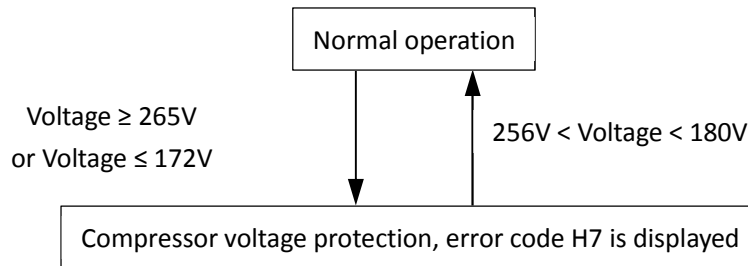 Normal operation
Voltage ≥ 265V
or Voltage ≤ 172V
256V < Voltage < 180V
Compressor voltage protection, error code H7 is displayed